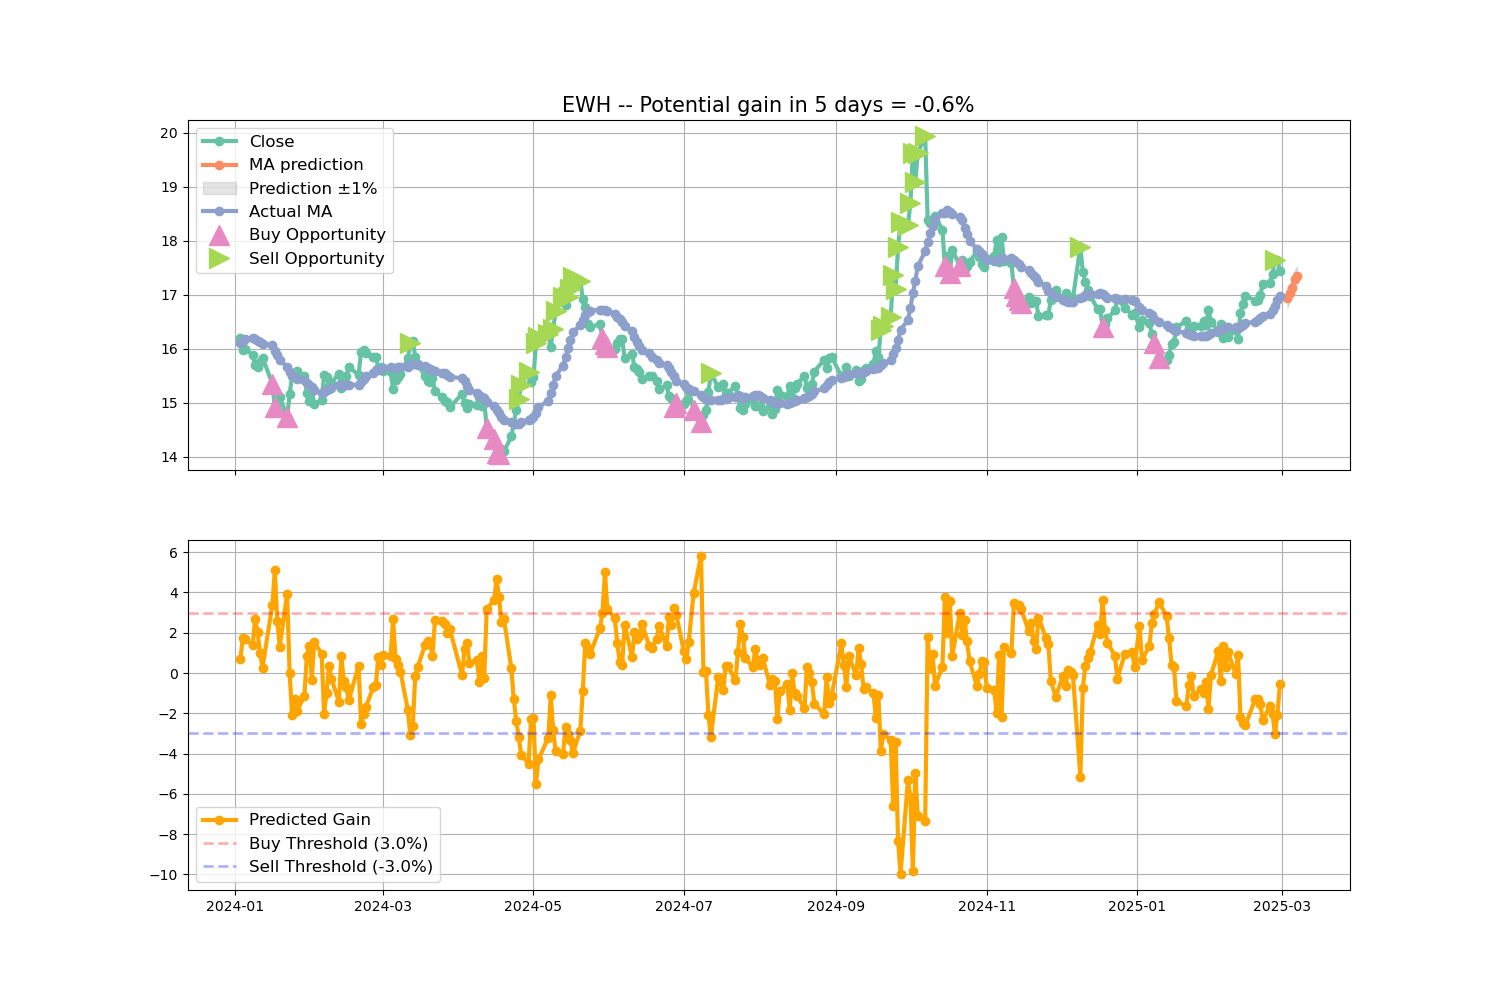 EWH -- Potential gain in 5 days = -0.6%
20
19
18
17
16
15
14
Close
MA prediction
Prediction ±1%
Actual MA
Buy Opportunity
Sell Opportunity
6
4
2
0
−2
−4
−6
−8
−10
Predicted Gain
Buy Threshold (3.0%)
Sell Threshold (-3.0%)
2024-01 2024-03 2024-05 2024-07 2024-09 2024-11 2025-01 2025-03